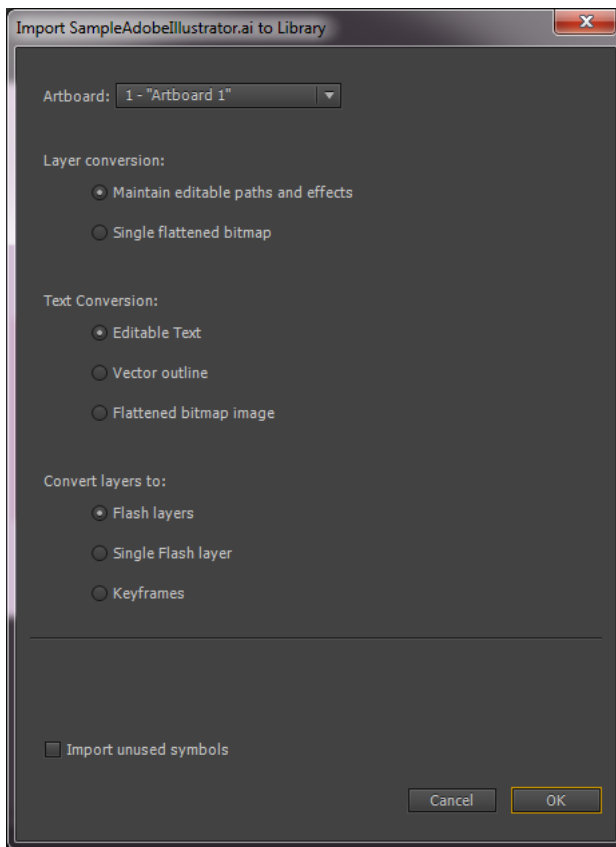 Import SampleAdobeIllustrator.ai to Library
Artboard: 1 - "Artboard 1"
Layer conversion:
Maintain editable paths and effects
Single flattened bitmap
Text Conversion:
Editable Text
Vector outline
Flattened bitmap image
Convert layers to:
Flash layers
Single Flash layer
Keyframes
Import unused symbols
Cancel OK